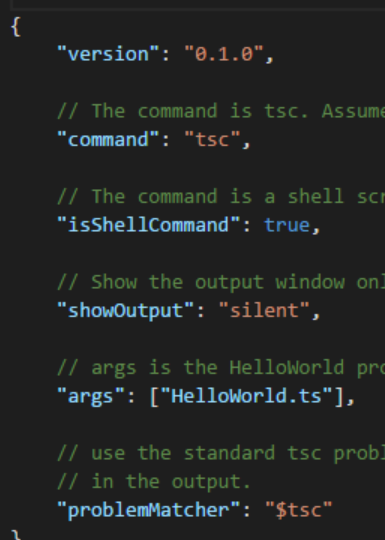 {
"version": "0.1.0",
// The command is tsc. Assume
"command": "tsc",
// The command is a shell scr
"isShellCommand": true,
// Show the output window onl
"showOutput": "silent",
// args is the HelloWorld pro
"args": ["HelloWorld.ts"],
// use the standard tsc probl
// in the output.
"problemMatcher": "$tsc"
}